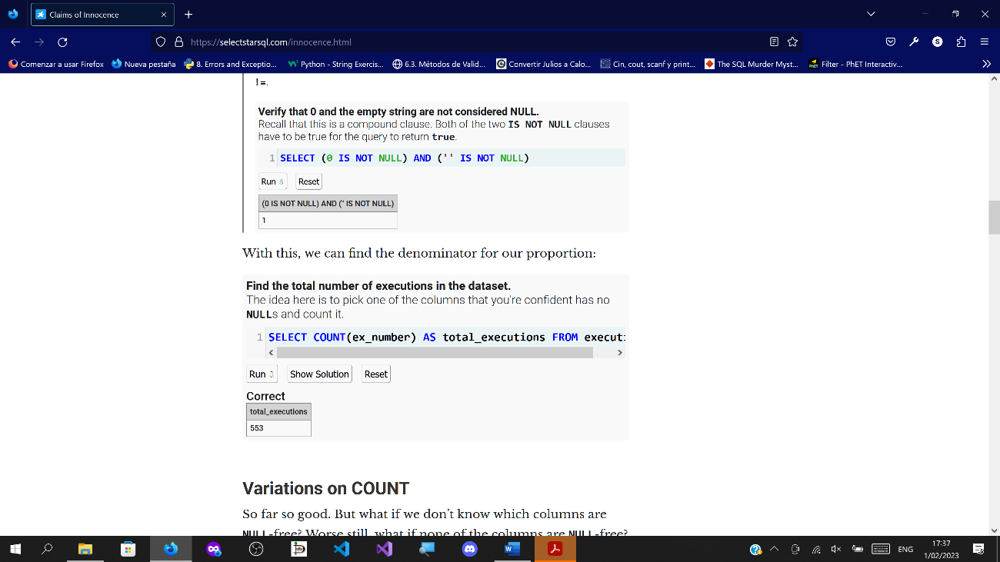 Claims of Innocence
https://selectstarsql.com/innocence.html
Comenzar a usar Firefox
Nueva pestaña
8. Errors and Exceptio...
Python - String Exercis...
6.3. Métodos de Valid...
Convertir Julios a Calo...
Cin, cout, scanf y print...
The SQL Murder Myst...
Filter - PhET Interactiv...
!=.
Verify that 0 and the empty string are not considered NULL.
Recall that this is a compound clause. Both of the two IS NOT NULL clauses
have to be true for the query to return true.
1 SELECT (0 IS NOT NULL) AND ('' IS NOT NULL)
Run
Reset
(0 IS NOT NULL) AND ('' IS NOT NULL)
1
With this, we can find the denominator for our proportion:
Find the total number of executions in the dataset.
The idea here is to pick one of the columns that you're confident has no
NULLs and count it.
1 SELECT COUNT(ex_number) AS total_executions FROM
Run
Show Solution
Reset
Correct
total_executions
553
Variations on COUNT
So far so good. But what if we don't know which columns are
NULL-free? Worse still, what if none of the columns are NULL-free?
ENG
17:37
1/02/2023